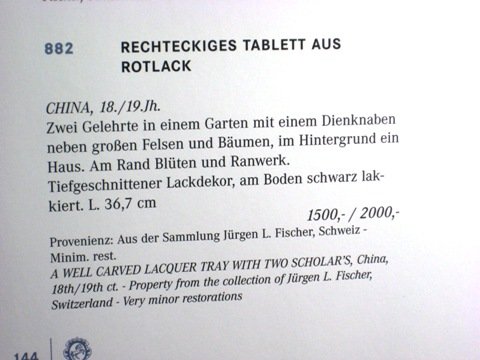 882 RECHTECKIGES TABLETT AUS
ROTLACK
CHINA, 18./19.Jh.
Zwei Gelehrte in einem Garten mit einem Dienknaben
neben großen Felsen und Bäumen, im Hintergrund ein
Haus. Am Rand Blüten und Ranwerk.
Tiefgeschnittener Lackdekor, am Boden schwarz lak-
kiert. L. 36,7 cm
1500,- / 2000,-
Provenienz: Aus der Sammlung Jürgen L. Fischer, Schweiz -
Minim. rest.
A WELL CARVED LACQUER TRAY WITH TWO SCHOLAR'S, China,
18th/19th ct. - Property from the collection of Jürgen L. Fischer,
Switzerland - Very minor restorations
144